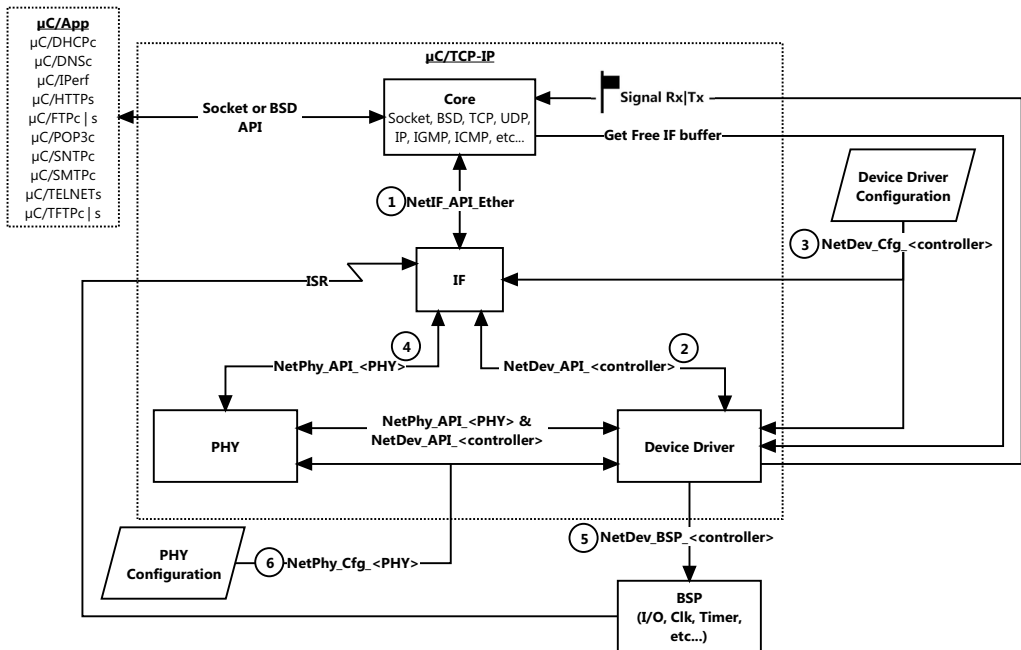 µC/App
µC/DHCPc
µC/DNSc
µC/IPerf
µC/HTTPs
µC/FTPc|s
µC/POP3c
µC/SNTPc
µC/SMTPc
µC/TELNETs
µC/TFTPc|s
µC/TCP-IP
Socket or BSD
API
Core
Socket, BSD, TCP, UDP,
IP, IGMP, ICMP, etc...
Signal Rx|Tx
Get Free IF buffer
Device Driver
Configuration
1 NetIF_API_Ether
3 NetDev_Cfg_<controller>
ISR
IF
4
NetPhy_API_<PHY>
2
NetDev_API_<controller>
PHY
NetPhy_API_<PHY> &
NetDev_API_<controller>
Device Driver
5 NetDev_BSP_<controller>
PHY
Configuration
6 NetPhy_Cfg_<PHY>
BSP
(I/O, Clk, Timer,
etc...)